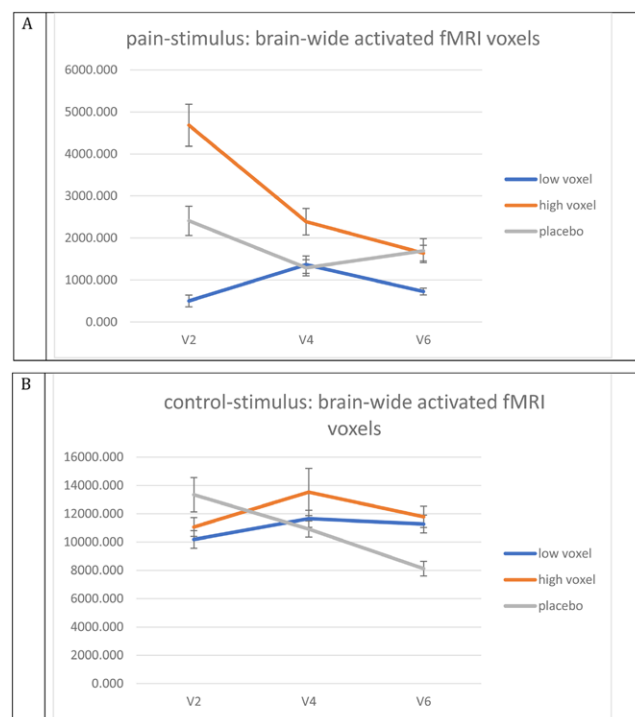 A
pain-stimulus: brain-wide activated fMRI voxels
6000.000
5000.000
4000.000
3000.000
2000.000
1000.000
0.000
V2 V4 V6
low voxel
high voxel
placebo
B
control-stimulus: brain-wide activated fMRI
voxels
16000.000
14000.000
12000.000
10000.000
8000.000
6000.000
4000.000
2000.000
0.000
V2 V4 V6
low voxel
high voxel
placebo